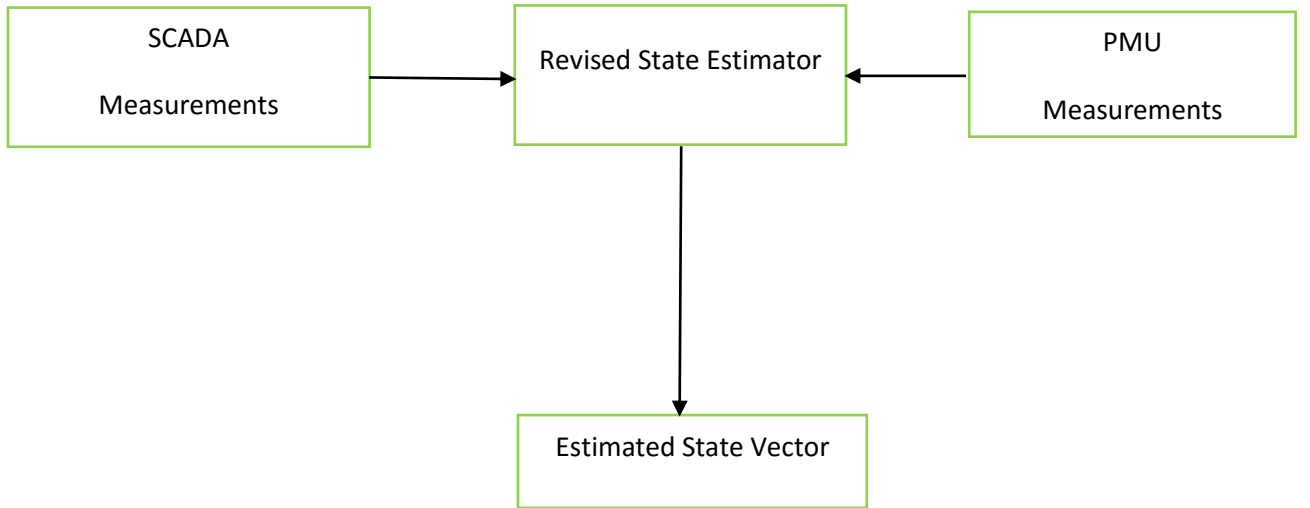 SCADA
Measurements
Revised State Estimator
PMU
Measurements
Estimated State Vector